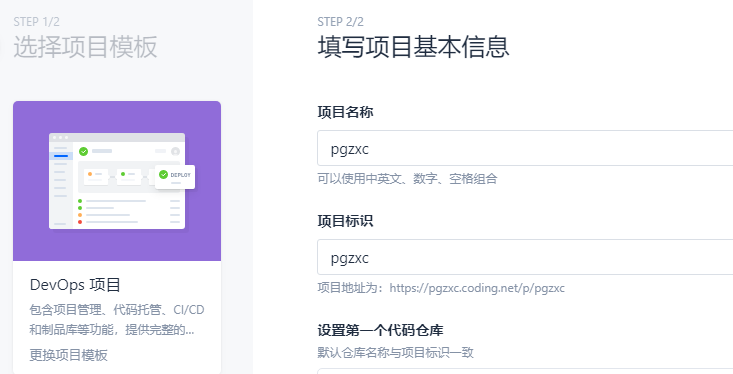 STEP 1/2
选择项目模板
DEPLOY
DevOps 项目
包含项目管理、代码托管、CI/CD
和制品库等功能，提供完整的...
更换项目模板
STEP 2/2
填写项目基本信息
项目名称
pgzxc
可以使用中英文、数字、空格组合
项目标识
pgzxc
项目地址为：https://pgzxc.coding.net/p/pgzxc
设置第一个代码仓库
默认仓库名称与项目标识一致